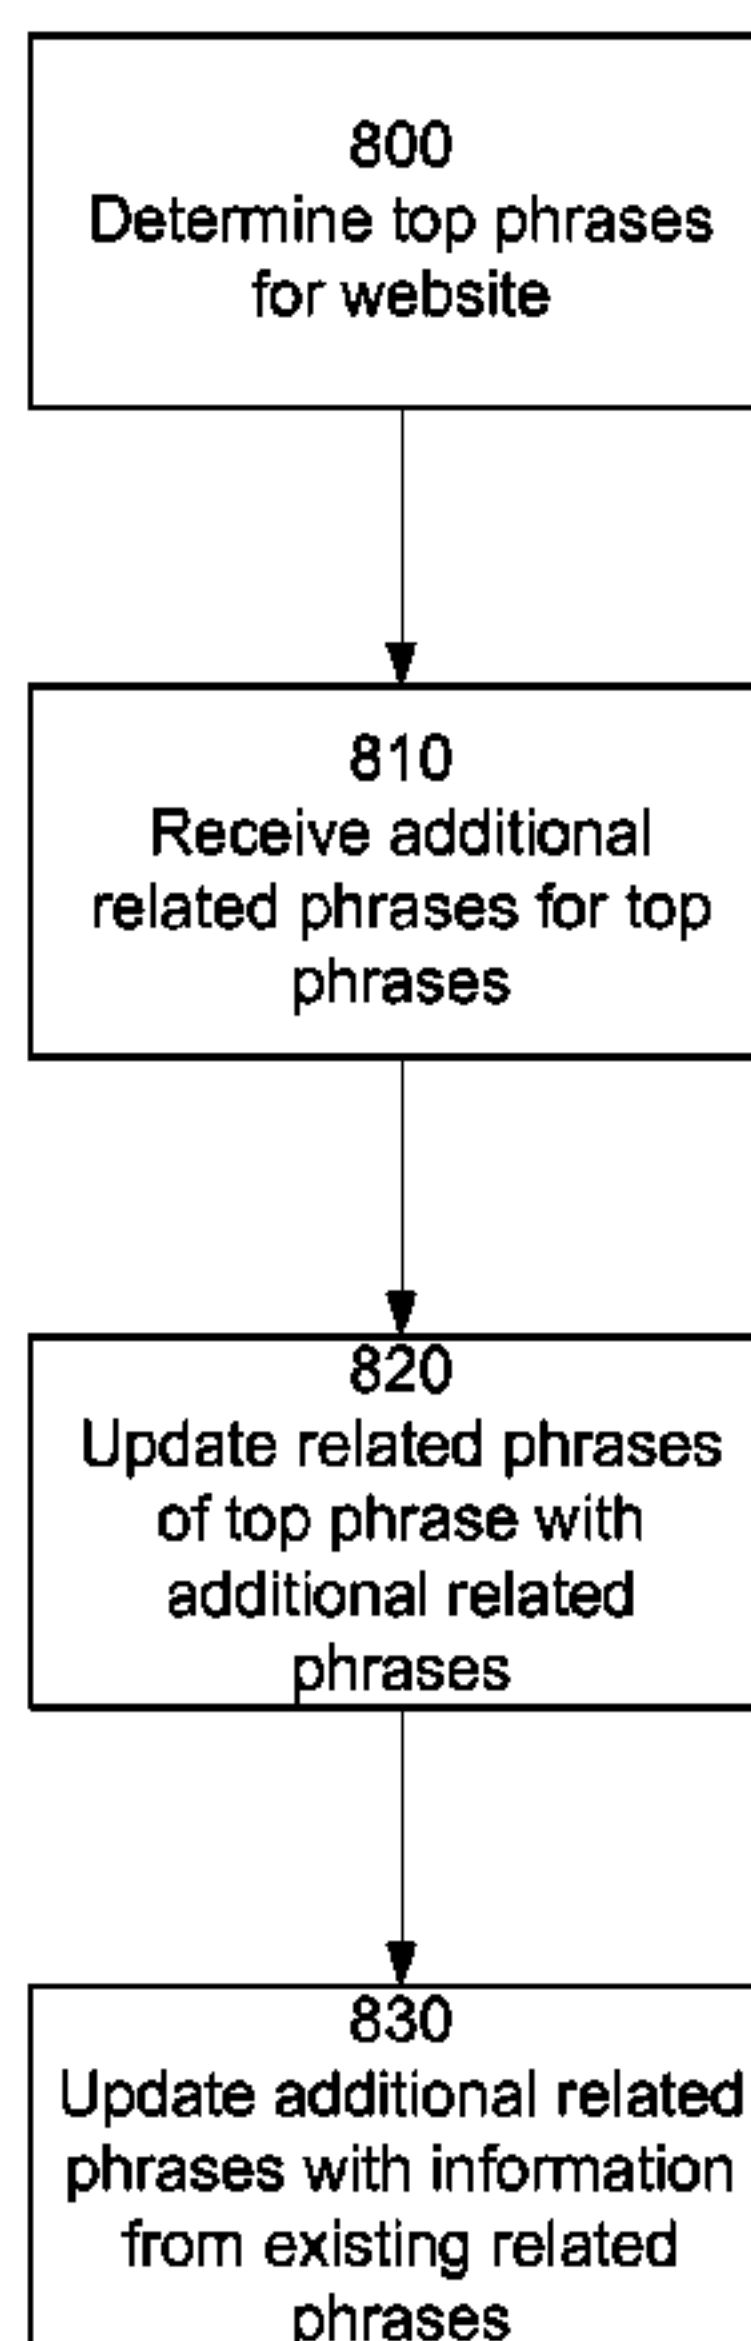 800
Determine top phrases
for website
810
Receive additional
related phrases for top
phrases
820
Update related phrases
of top phrase with
additional related
phrases
830
Update additional related
phrases with information
from existing related
phrases